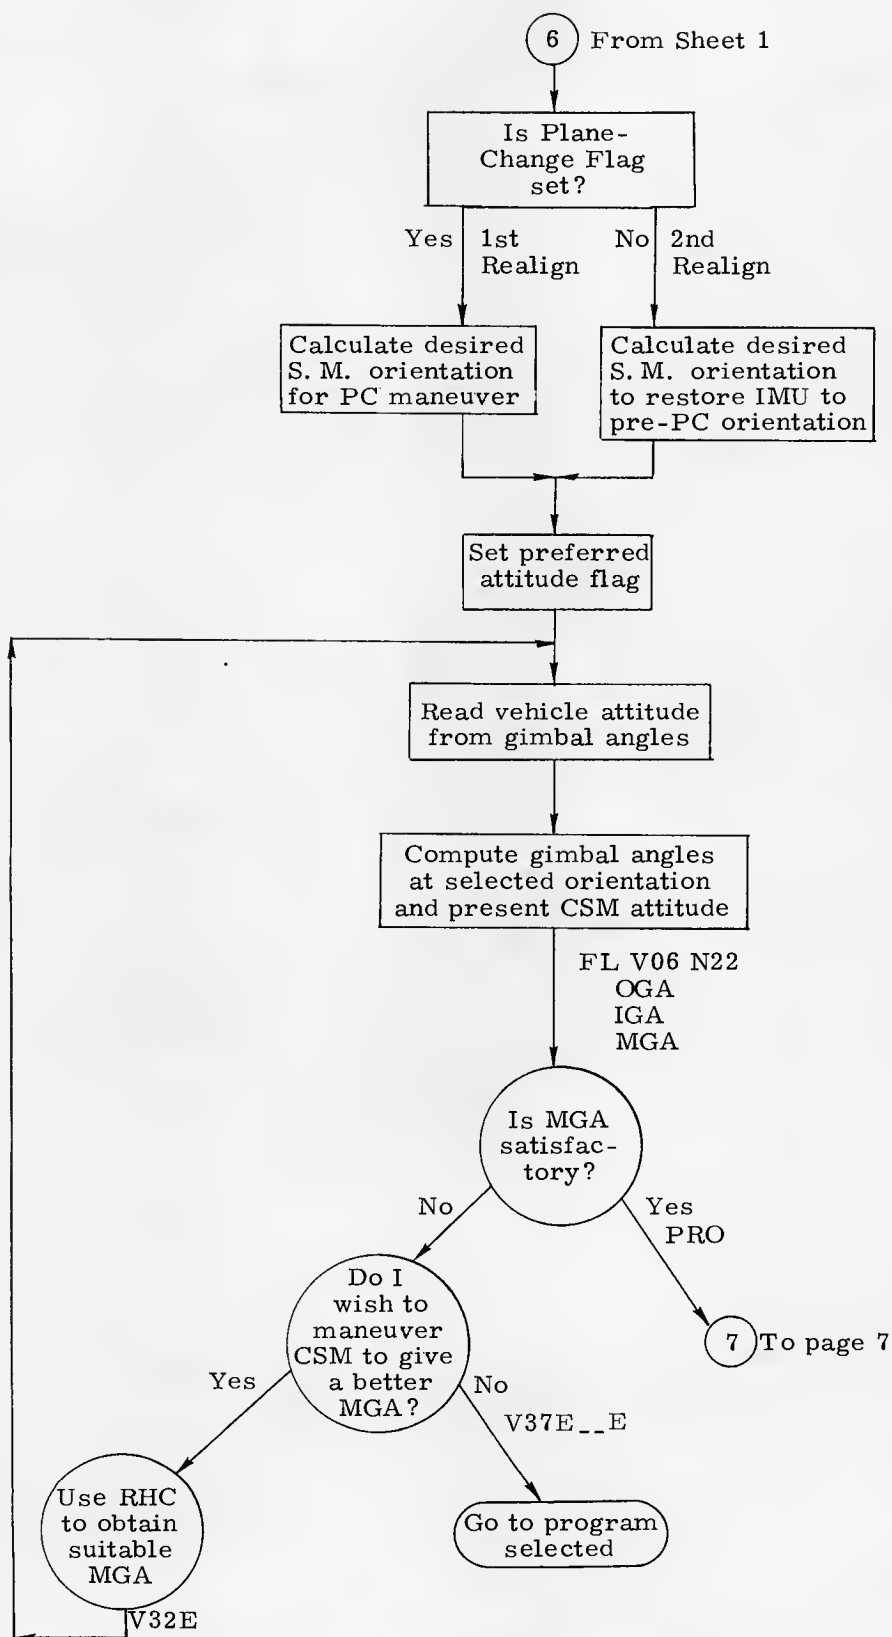 6 From Sheet 1
Is Plane-
Change Flag
set?
Yes 1st
Realign
No 2nd
Realign
Calculate desired
S. M. orientation
for PC maneuver
Calculate desired
S. M. orientation
to restore IMU to
pre-PC orientation
Set preferred
attitude flag
Read vehicle attitude
from gimbal angles
Compute gimbal angles
at selected orientation
and present CSM attitude
FL V06 N22
OGA
IGA
MGA
Is MGA
satisfac-
tory?
No
Yes
PRO
Do I
wish to
maneuver
CSM to give
a better
MGA?
7 To page 7
Yes
No
V37E__E
Use RHC
to obtain
suitable
MGA
Go to program
selected
V32E